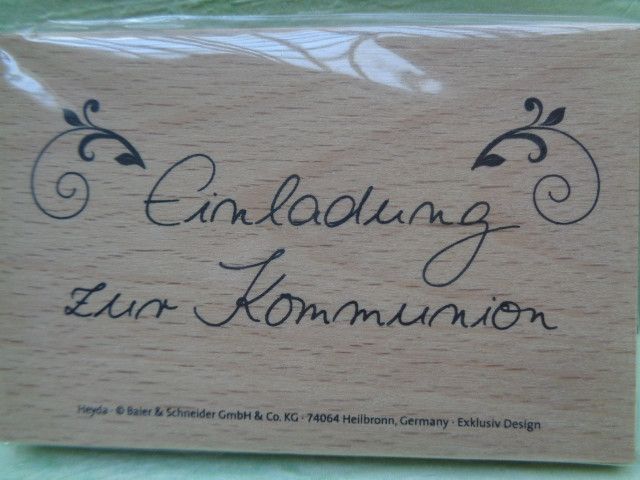 Einladung
zur Kommunion
Heyda · © Baier & Schneider GmbH & Co. KG · 74064 Heilbronn, Germany · Exklusiv Design